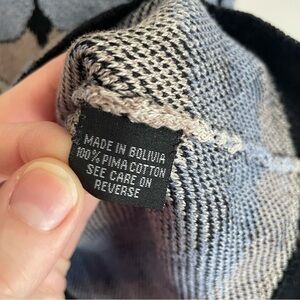 MADE IN BOLIVIA
100% PIMA COTTON
SEE CARE ON
REVERSE